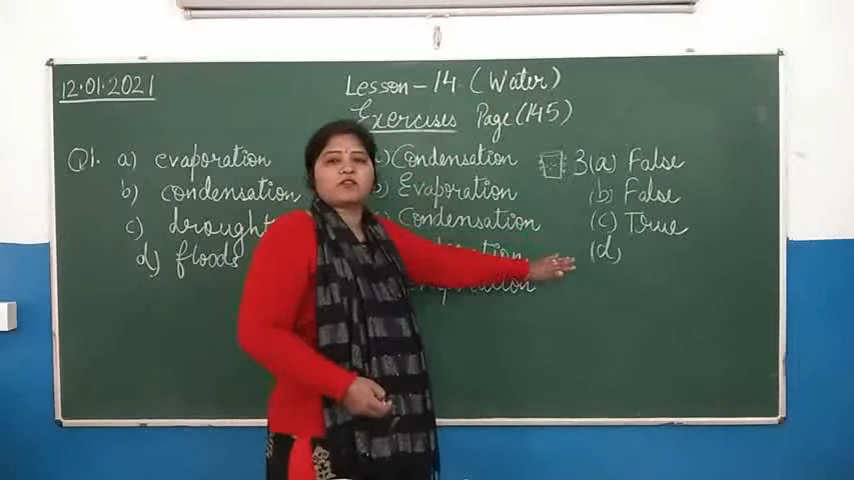 12.01.2021
Lesson - 14 (Water)
Exercises Page (145)
Q1. a) evaporation
b) condensation
c) drought
d) floods
) Condensation
) Evaporation
Condensation
3(a) False
(b) False
(c) True
(d)